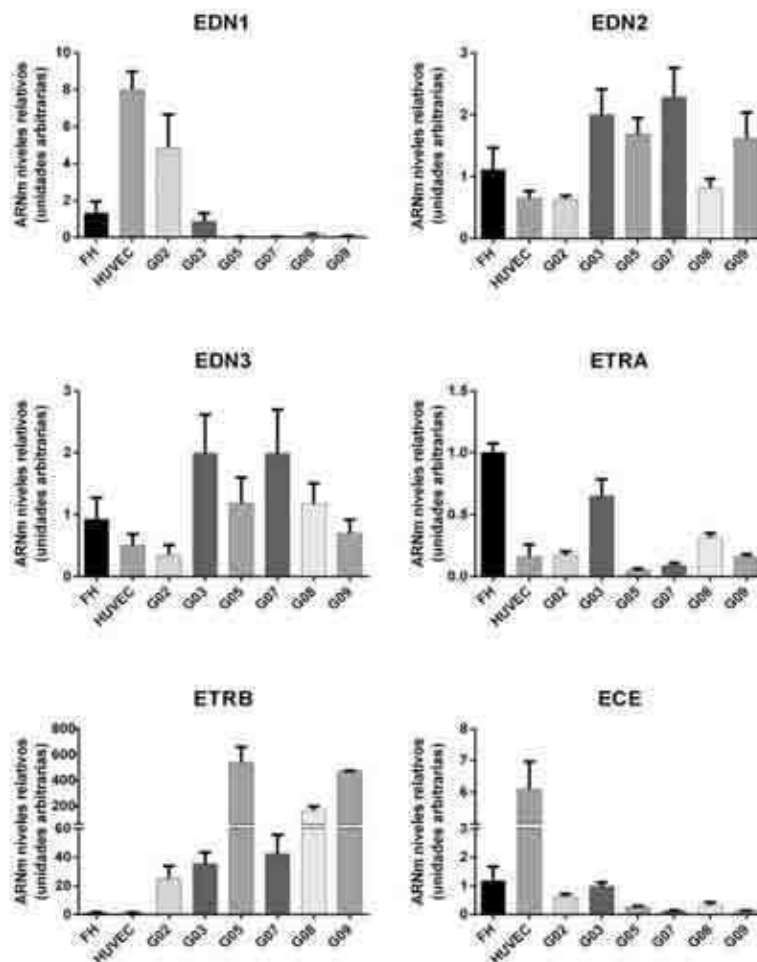 EDN1
ARNm niveles relativos
(unidades arbitrarias)
10
8
6
4
2
0
FH
HUVEC
G02
G03
G05
G07
G08
G09
EDN2
ARNm niveles relativos
(unidades arbitrarias)
3
2
1
0
FH
HUVEC
G02
G03
G05
G07
G08
G09
EDN3
ARNm niveles relativos
(unidades arbitrarias)
3
2
1
0
FH
HUVEC
G02
G03
G05
G07
G08
G09
ETRA
ARNm niveles relativos
(unidades arbitrarias)
1.5
1.0
0.5
0.0
FH
HUVEC
G02
G03
G05
G07
G08
G09
ETRB
ARNm niveles relativos
(unidades arbitrarias)
800
600
400
200
60
40
20
0
FH
HUVEC
G02
G03
G05
G07
G08
G09
ECE
ARNm niveles relativos
(unidades arbitrarias)
8
7
6
3
2
1
0
FH
HUVEC
G02
G03
G05
G07
G08
G09